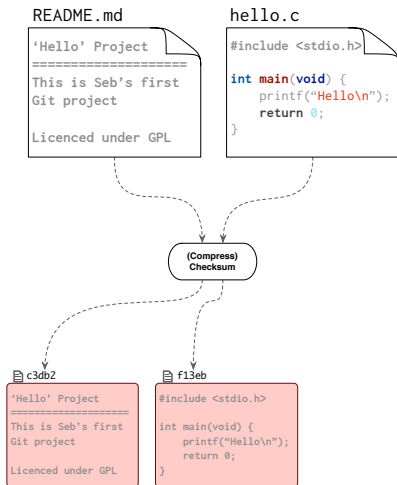 README.md
‘Hello’ Project
====================
This is Seb’s first
Git project
Licenced under GPL
hello.c
#include <stdio.h>
int main(void) {
printf(“Hello\n”);
return 0;
}
(Compress)
Checksum
c3db2
‘Hello’ Project
====================
This is Seb’s first
Git project
Licenced under GPL
f13eb
#include <stdio.h>
int main(void) {
printf(“Hello\n”);
return 0;
}